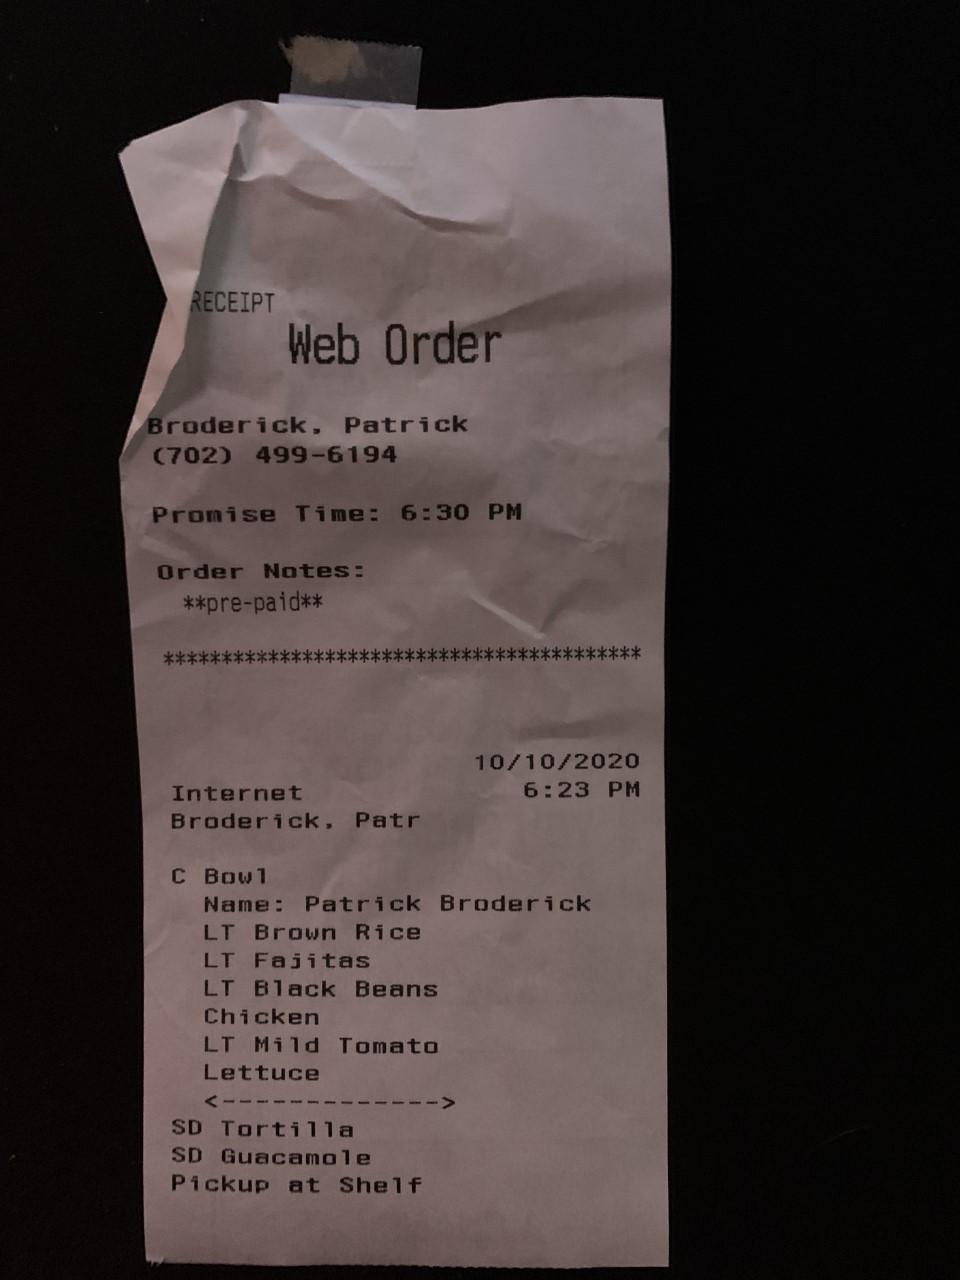 RECEIPT
Web Order
Broderick, Patrick
(702) 499-6194
Promise Time: 6:30 PM
Order Notes:
**pre-paid**
******************************************
10/10/2020
Internet 6:23 PM
Broderick, Patr
C Bowl
Name: Patrick Broderick
LT Brown Rice
LT Fajitas
LT Black Beans
Chicken
LT Mild Tomato
Lettuce
<------------->
SD Tortilla
SD Guacamole
Pickup at Shelf